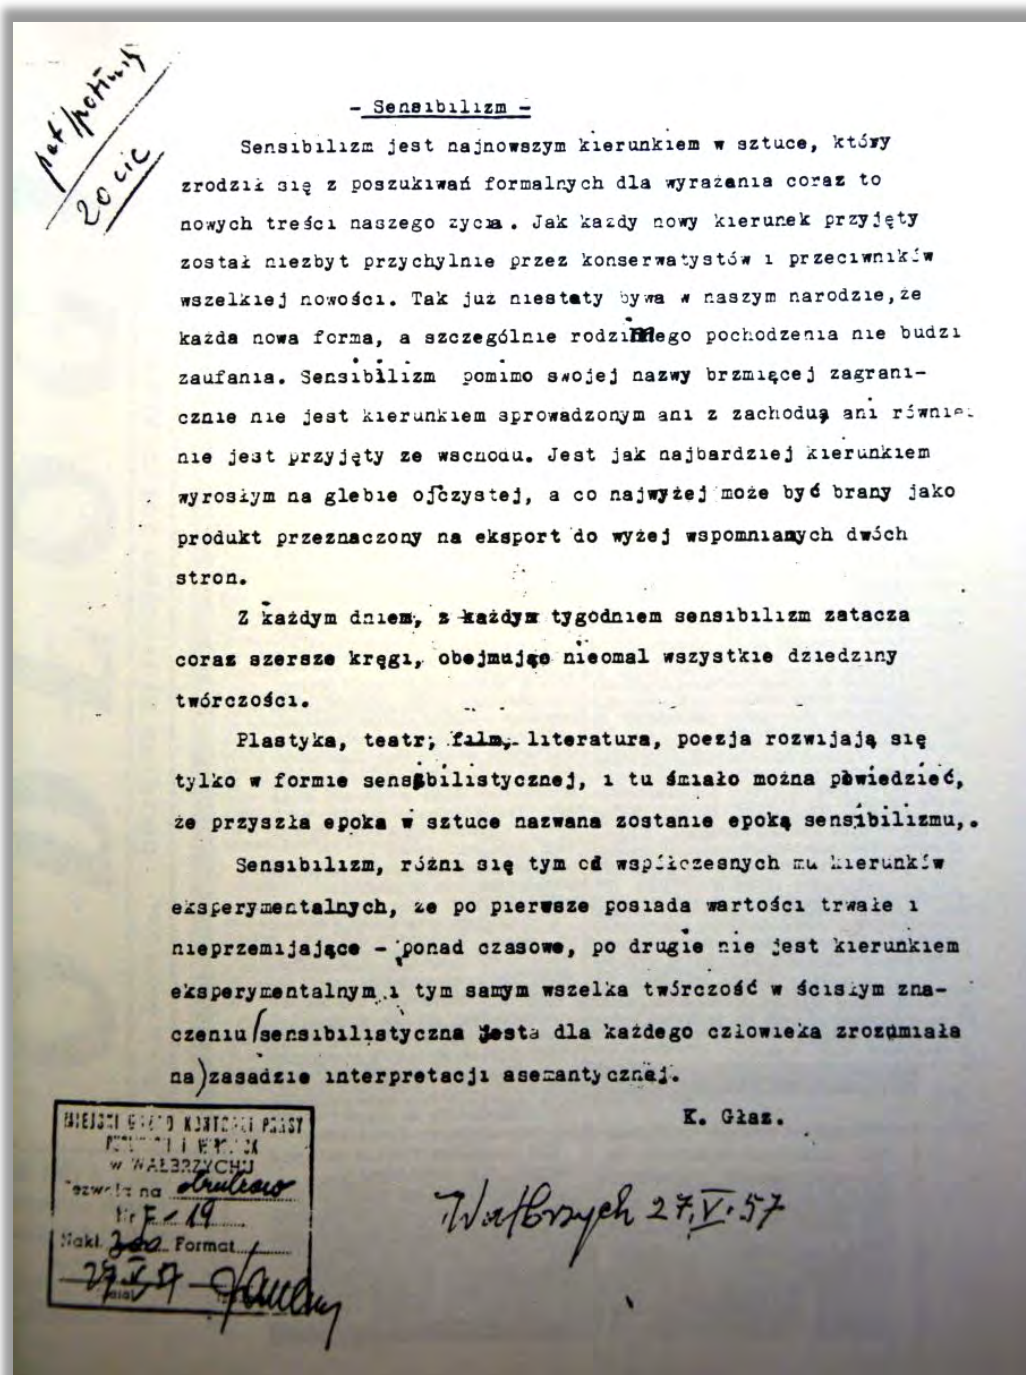 20 cic
- Sensibilizm -
Sensibilizm jest najnowszym kierunkiem w sztuce, który
zrodził się z poszukiwań formalnych dla wyrażania coraz to
nowych treści naszego życia. Jak każdy nowy kierunek przyjęty
został niezbyt przychylnie przez konserwatystów i przeciwników
wszelkiej nowości. Tak już niestaty bywa w naszym narodzie, że
każda nowa forma, a szczególnie rodzimego pochodzenia nie budzi
zaufania. Sensibilizm pomimo swojej nazwy brzmiącej zagrani-
cznie nie jest kierunkiem sprowadzonym ani z zachodu, ani równie
nie jest przyjęty ze wschodu. Jest jak najbardziej kierunkiem
wyrosłym na glebie ojczystej, a co najwyżej może być brany jako
produkt przeznaczony na eksport do wyżej wspomnianych dwóch
stron.
Z każdym dniem, z każdym tygodniem sensibilizm zatacza
coraz szersze kręgi, obejmując nieomal wszystkie dziedziny
twórczości.
Plastyka, teatr, film, literatura, poezja rozwijają się
tylko w formie sensibilistycznej, i tu śmiało można powiedzieć,
że przyszła epoka w sztuce nazwana zostanie epoką sensibilizmu,.
Sensibilizm, różni się tym od współczesnych mu kierunków
eksperymentalnych, że po pierwsze posiada wartości trwałe i
nieprzemijające - ponad czasowe, po drugie nie jest kierunkiem
eksperymentalnym i tym samym wszelka twórczość w ścisłym zna-
czeniu sensibilistyczna jesta dla każdego człowieka zrozumiała
na zasadzie interpretacji asemantycznej.
K. Głaz.
w WAŁBRZYCHU
na
Nr F-19
Nakł. Format
Wałbrzych 27.V.57